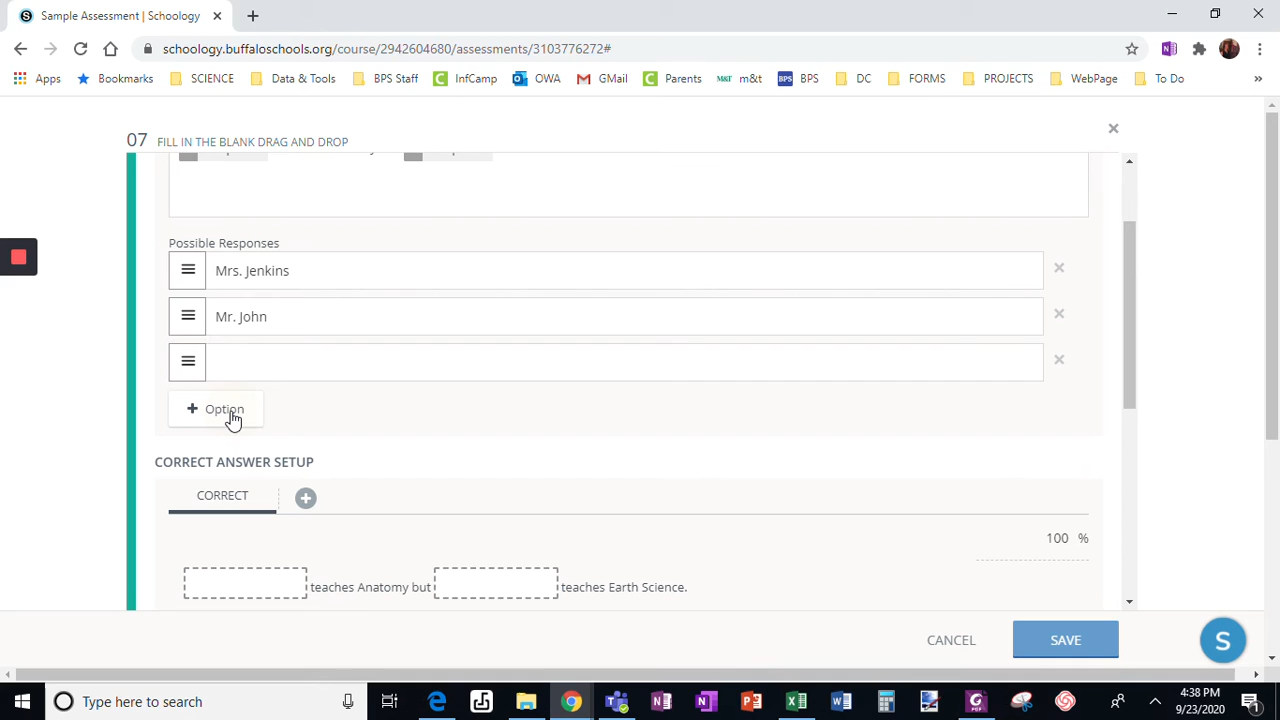 Sample Assessment | Schoology
schoology.buffaloschools.org/course/2942604680/assessments/3103776272#
Apps Bookmarks SCIENCE Data & Tools BPS Staff InfCamp OWA GMail Parents m&t BPS DC FORMS PROJECTS WebPage To Do »
07 FILL IN THE BLANK DRAG AND DROP
Possible Responses
Mrs. Jenkins
Mr. John
+ Option
CORRECT ANSWER SETUP
CORRECT
100 %
teaches Anatomy but teaches Earth Science.
CANCEL SAVE S
Type here to search
4:38 PM
9/23/2020